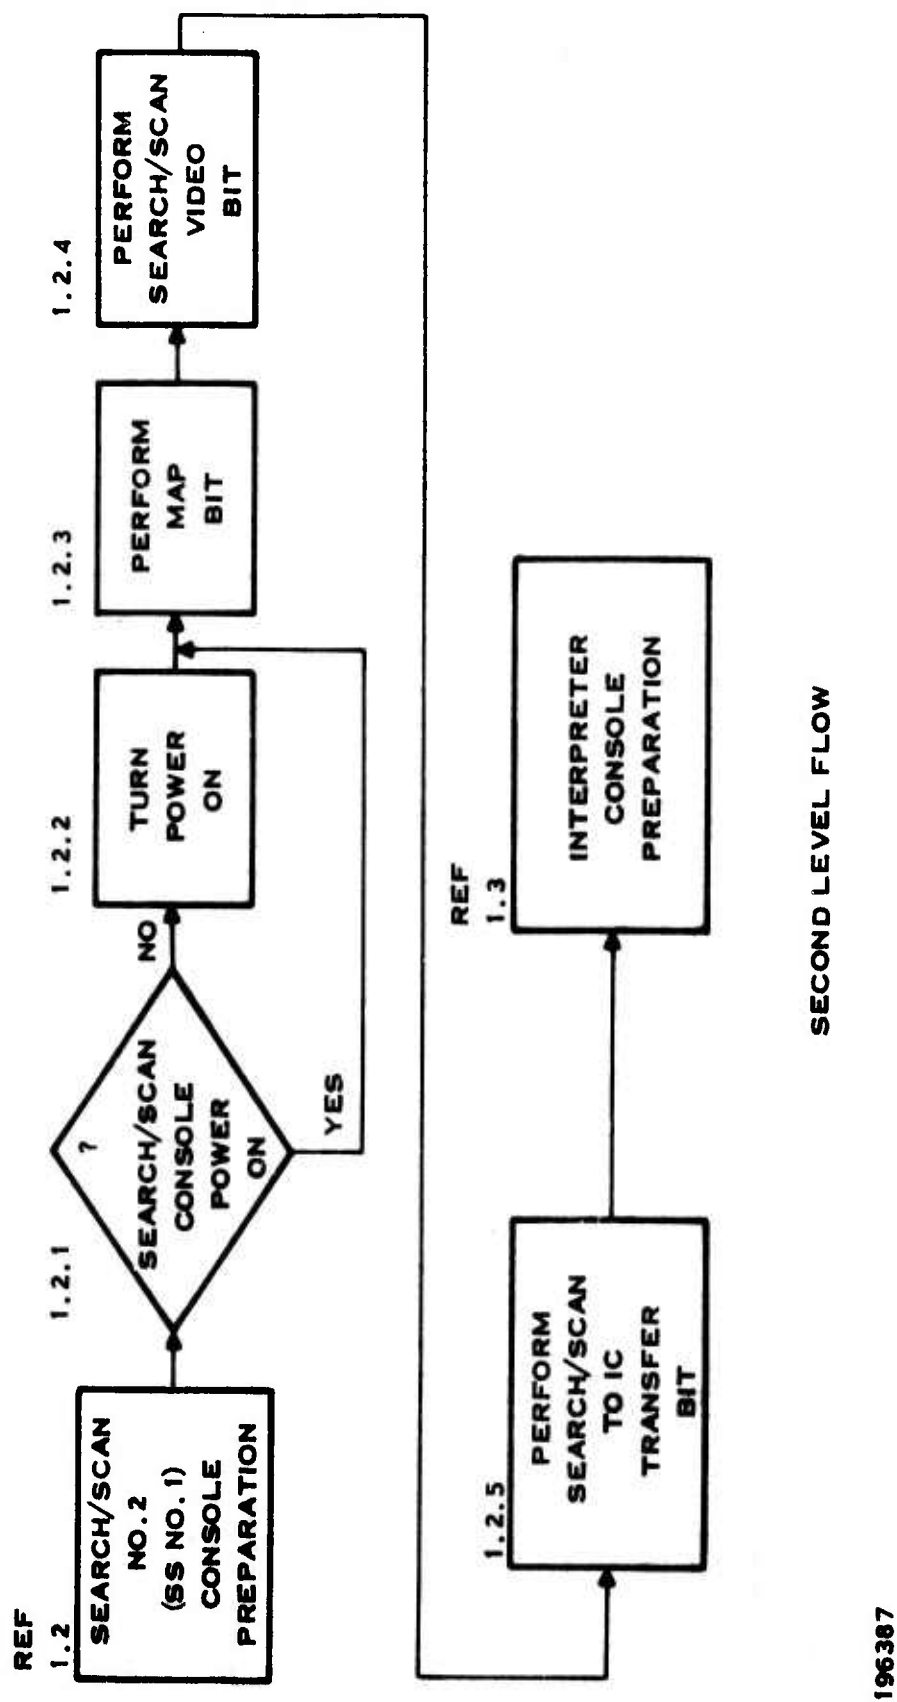 REF
1.2
SEARCH/SCAN
NO.2
(SS NO.1)
CONSOLE
PREPARATION
1.2.1
?
SEARCH/SCAN
CONSOLE
POWER
ON
NO
YES
1.2.2
TURN
POWER
ON
1.2.3
PERFORM
MAP
BIT
1.2.4
PERFORM
SEARCH/SCAN
VIDEO
BIT
1.2.5
PERFORM
SEARCH/SCAN
TO IC
TRANSFER
BIT
REF
1.3
INTERPRETER
CONSOLE
PREPARATION
SECOND LEVEL FLOW
196387